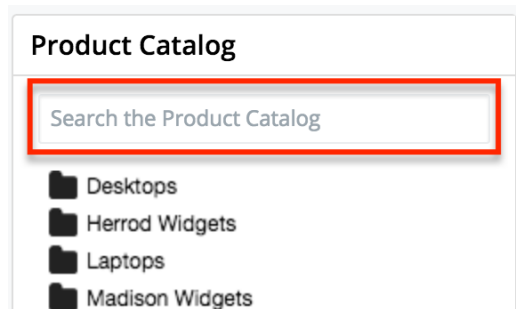 Product Catalog
Search the Product Catalog
Desktops
Herrod Widgets
Laptops
Madison Widgets